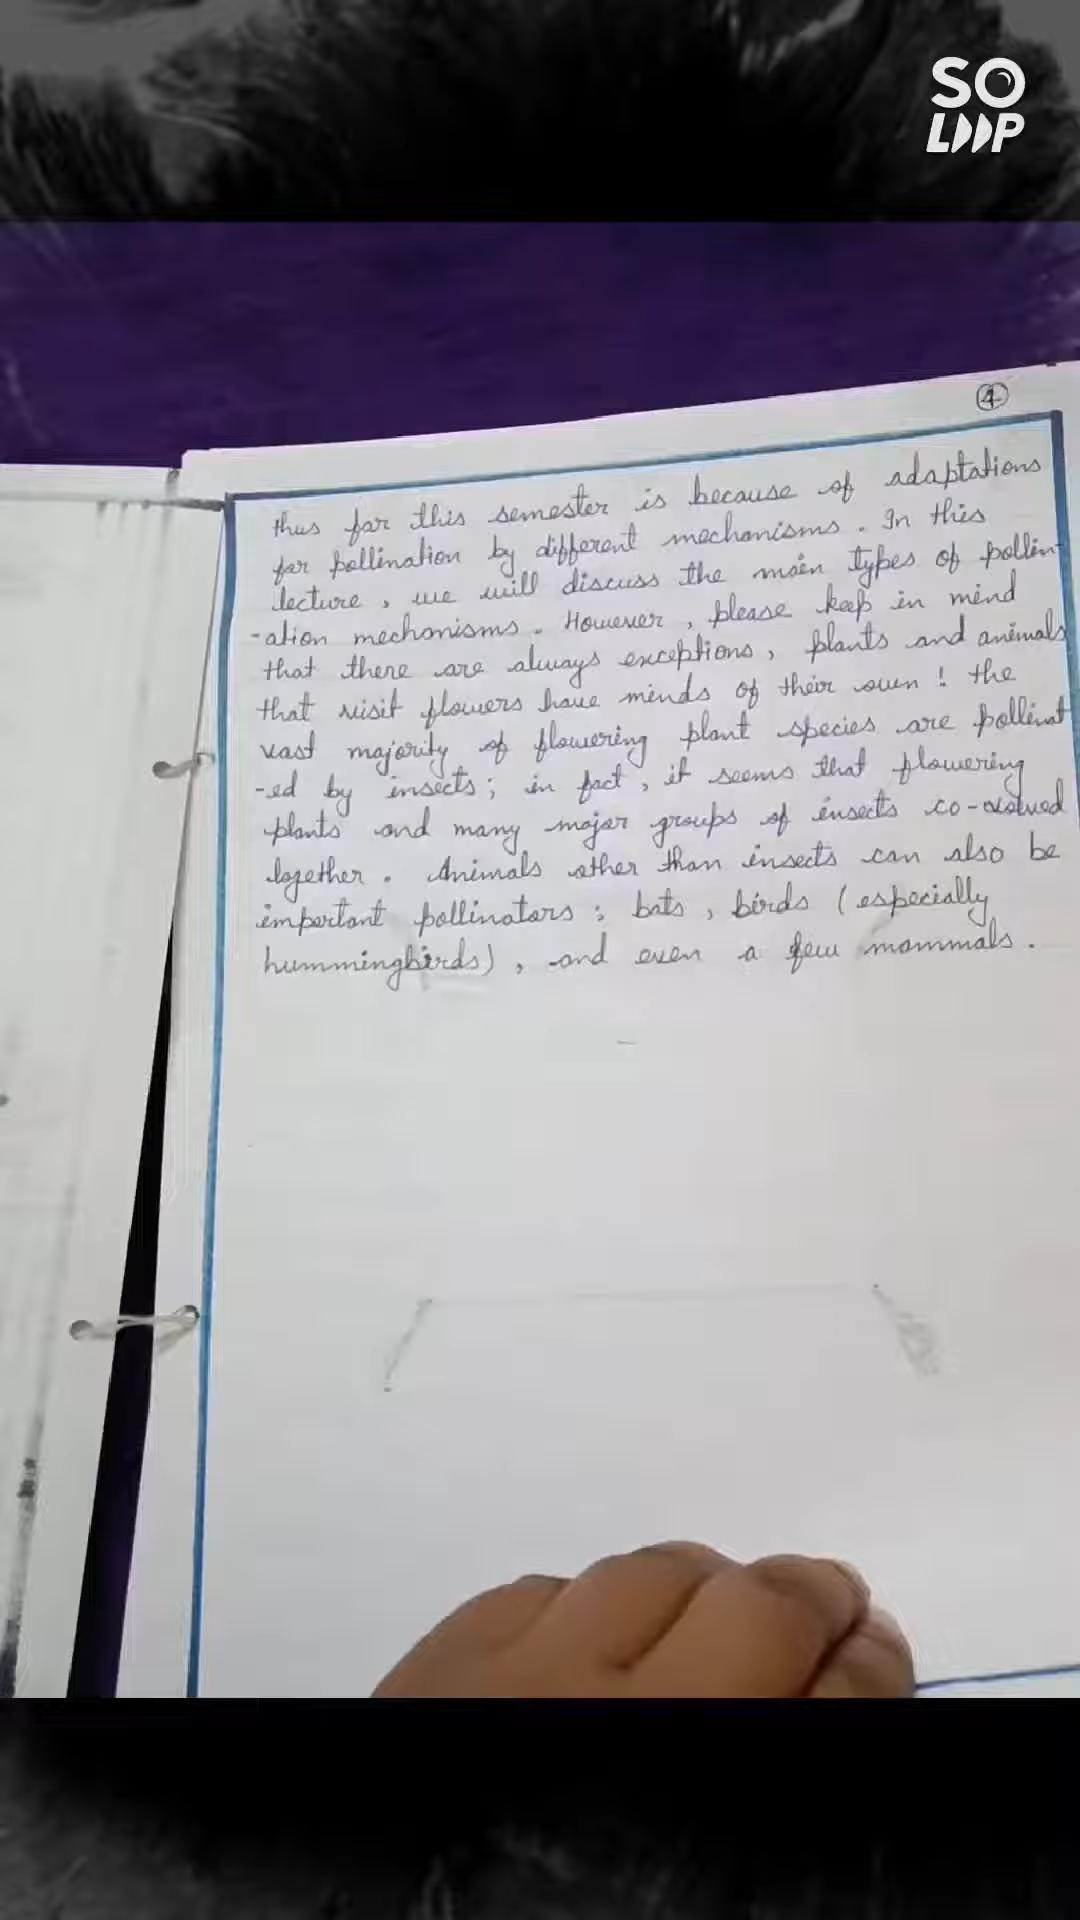 SO
LOOP
4
thus far this semester is because of adaptations
for pollination by different mechanisms. In this
lecture, we will discuss the main types of pollin-
-ation mechanisms. However, please keep in mind
that there are always exceptions, plants and animals
that visit flowers have minds of their own! the
vast majority of flowering plant species are pollinat
-ed by insects; in fact, it seems that flowering
plants and many major groups of insects co-evolved
together. Animals other than insects can also be
important pollinators; bats, birds (especially
hummingbirds), and even a few mammals.